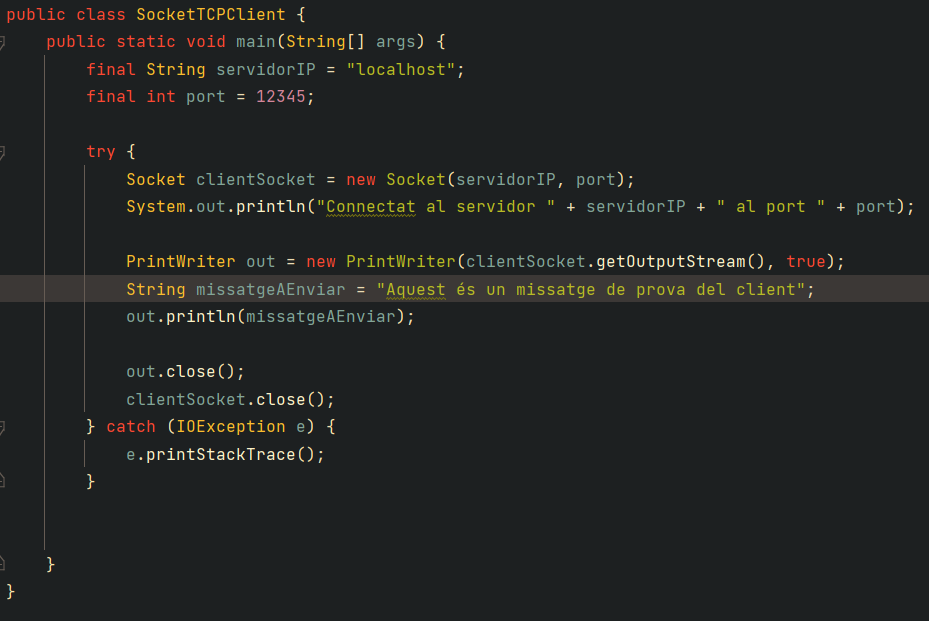 public class SocketTCPClient {
    public static void main(String[] args) {
        final String servidorIP = "localhost";
        final int port = 12345;
        try {
            Socket clientSocket = new Socket(servidorIP, port);
            System.out.println("Connectat al servidor " + servidorIP + " al port " + port);
            PrintWriter out = new PrintWriter(clientSocket.getOutputStream(), true);
            String missatgeAEnviar = "Aquest és un missatge de prova del client";
            out.println(missatgeAEnviar);
            out.close();
            clientSocket.close();
        } catch (IOException e) {
            e.printStackTrace();
        }
    }
}